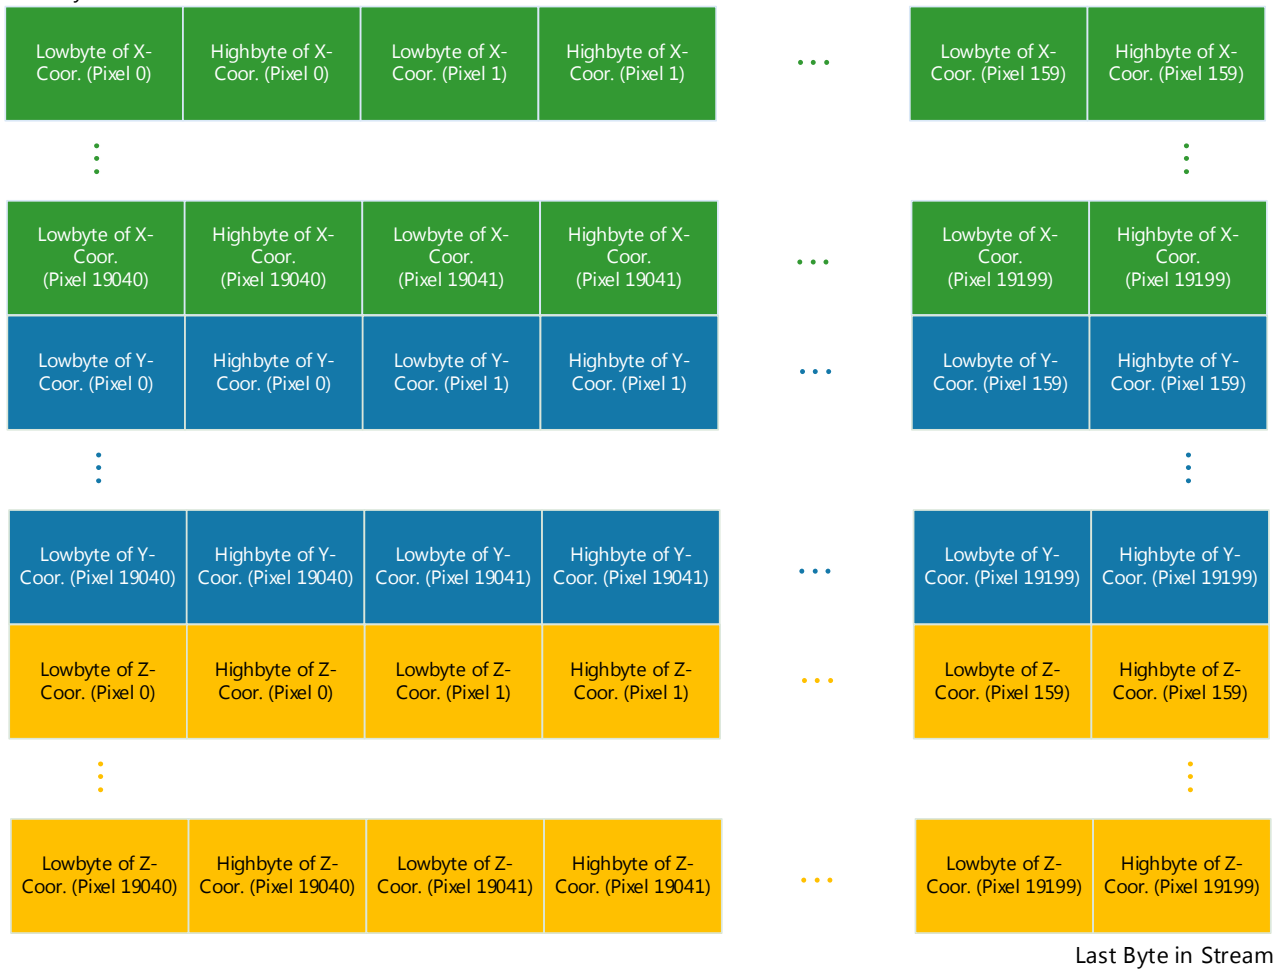 Lowbyte of X-
Coor. (Pixel 0)
Highbyte of X-
Coor. (Pixel 0)
Lowbyte of X-
Coor. (Pixel 1)
Highbyte of X-
Coor. (Pixel 1)
Lowbyte of X-
Coor. (Pixel 159)
Highbyte of X-
Coor. (Pixel 159)
Lowbyte of X-
Coor.
(Pixel 19040)
Highbyte of X-
Coor.
(Pixel 19040)
Lowbyte of X-
Coor.
(Pixel 19041)
Highbyte of X-
Coor.
(Pixel 19041)
Lowbyte of X-
Coor.
(Pixel 19199)
Highbyte of X-
Coor.
(Pixel 19199)
Lowbyte of Y-
Coor. (Pixel 0)
Highbyte of Y-
Coor. (Pixel 0)
Lowbyte of Y-
Coor. (Pixel 1)
Highbyte of Y-
Coor. (Pixel 1)
Lowbyte of Y-
Coor. (Pixel 159)
Highbyte of Y-
Coor. (Pixel 159)
Lowbyte of Y-
Coor. (Pixel 19040)
Highbyte of Y-
Coor. (Pixel 19040)
Lowbyte of Y-
Coor. (Pixel 19041)
Highbyte of Y-
Coor. (Pixel 19041)
Lowbyte of Y-
Coor. (Pixel 19199)
Highbyte of Y-
Coor. (Pixel 19199)
Lowbyte of Z-
Coor. (Pixel 0)
Highbyte of Z-
Coor. (Pixel 0)
Lowbyte of Z-
Coor. (Pixel 1)
Highbyte of Z-
Coor. (Pixel 1)
Lowbyte of Z-
Coor. (Pixel 159)
Highbyte of Z-
Coor. (Pixel 159)
Lowbyte of Z-
Coor. (Pixel 19040)
Highbyte of Z-
Coor. (Pixel 19040)
Lowbyte of Z-
Coor. (Pixel 19041)
Highbyte of Z-
Coor. (Pixel 19041)
Lowbyte of Z-
Coor. (Pixel 19199)
Highbyte of Z-
Coor. (Pixel 19199)
Last Byte in Stream